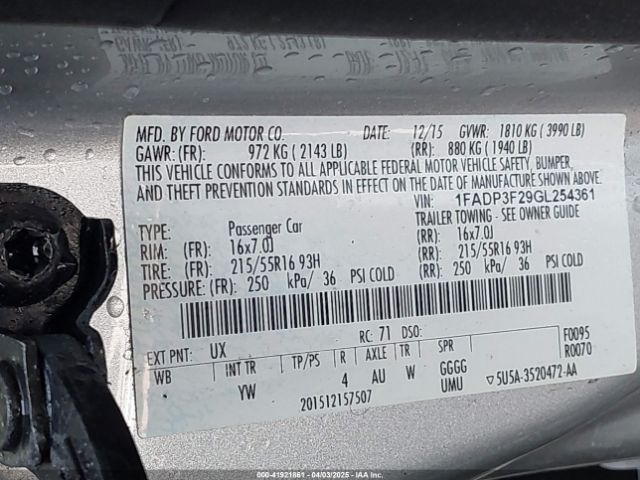 MFD. BY FORD MOTOR CO. DATE: 12/15 GVWR: 1810 KG ( 3990 LB)
GAWR: (FR): 972 KG ( 2143 LB) (RR): 880 KG ( 1940 LB)
THIS VEHICLE CONFORMS TO ALL APPLICABLE FEDERAL MOTOR VEHICLE SAFETY, BUMPER,
AND THEFT PREVENTION STANDARDS IN EFFECT ON THE DATE OF MANUFACTURE SHOWN ABOVE.
VIN: 1FADP3F29GL254361
TYPE: Passenger Car TRAILER TOWING - SEE OWNER GUIDE
RIM: (FR): 16x7.0J (RR): 16x7.0J
TIRE: (FR): 215/55R16 93H (RR): 215/55R16 93H
PRESSURE: (FR): 250 kPa/ 36 PSI COLD (RR): 250 kPa/ 36 PSI COLD
RC: 71 DSO: F0095
EXT PNT: UX R0070
WB INT TR TP/PS R AXLE TR SPR
YW 4 AU W GGGG
UMU
201512157507 ▽5U5A-3520472-AA
000-41921861 - 04/03/2025 - IAAI.COM